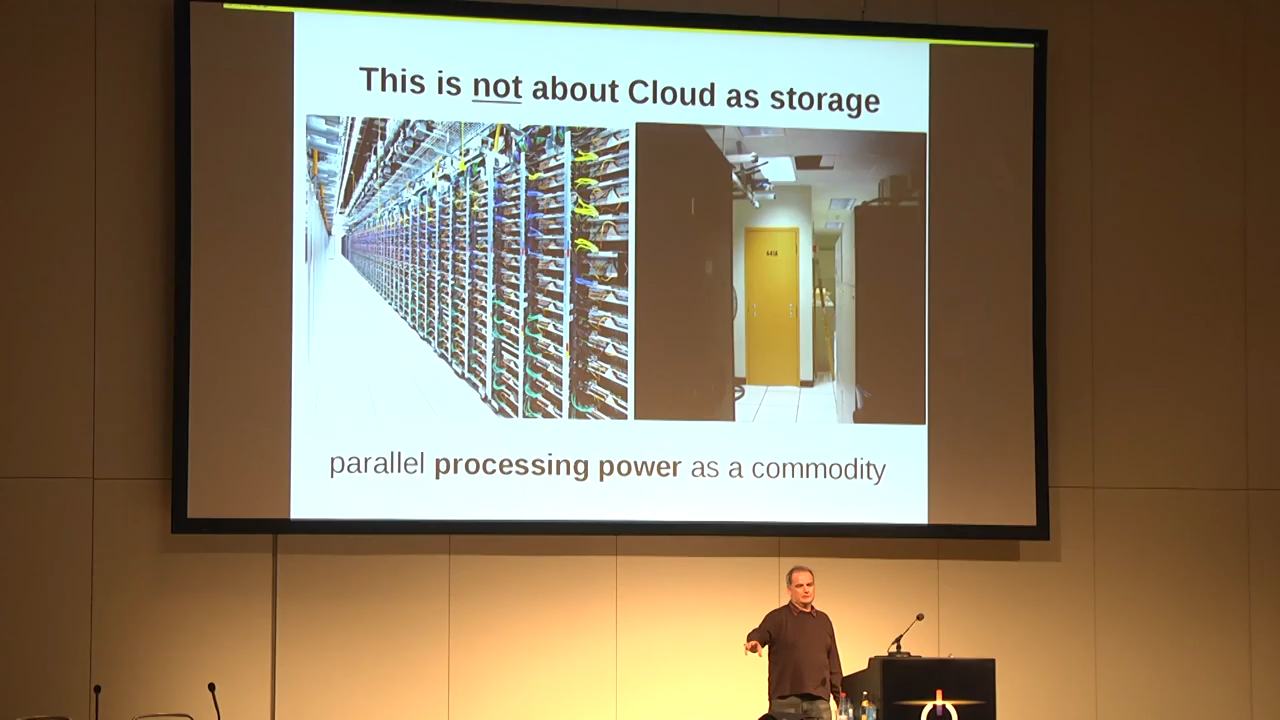 This is not about Cloud as storage
parallel processing power as a commodity